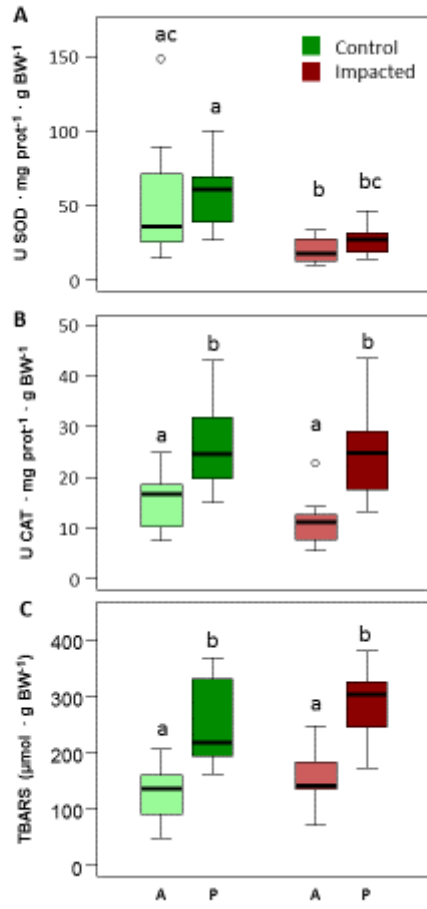 A
U SOD · mg prot⁻¹ · g BW⁻¹
150
100
50
0
ac
a
b
bc
Control
Impacted
B
U CAT · mg prot⁻¹ · g BW⁻¹
50
40
30
20
10
0
a
b
a
b
C
TBARS (µmol · g BW⁻¹)
400
300
200
100
0
a
b
a
b
A P A P